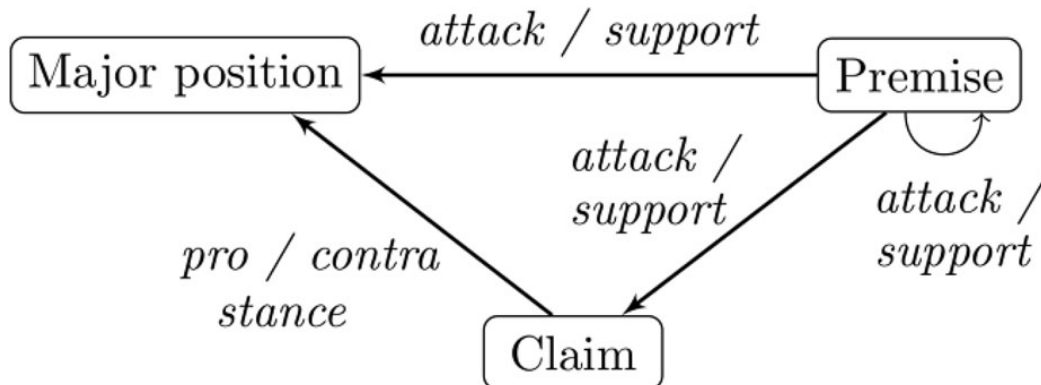 attack / support
Major position
Premise
attack /
support
attack /
support
pro / contra
stance
Claim